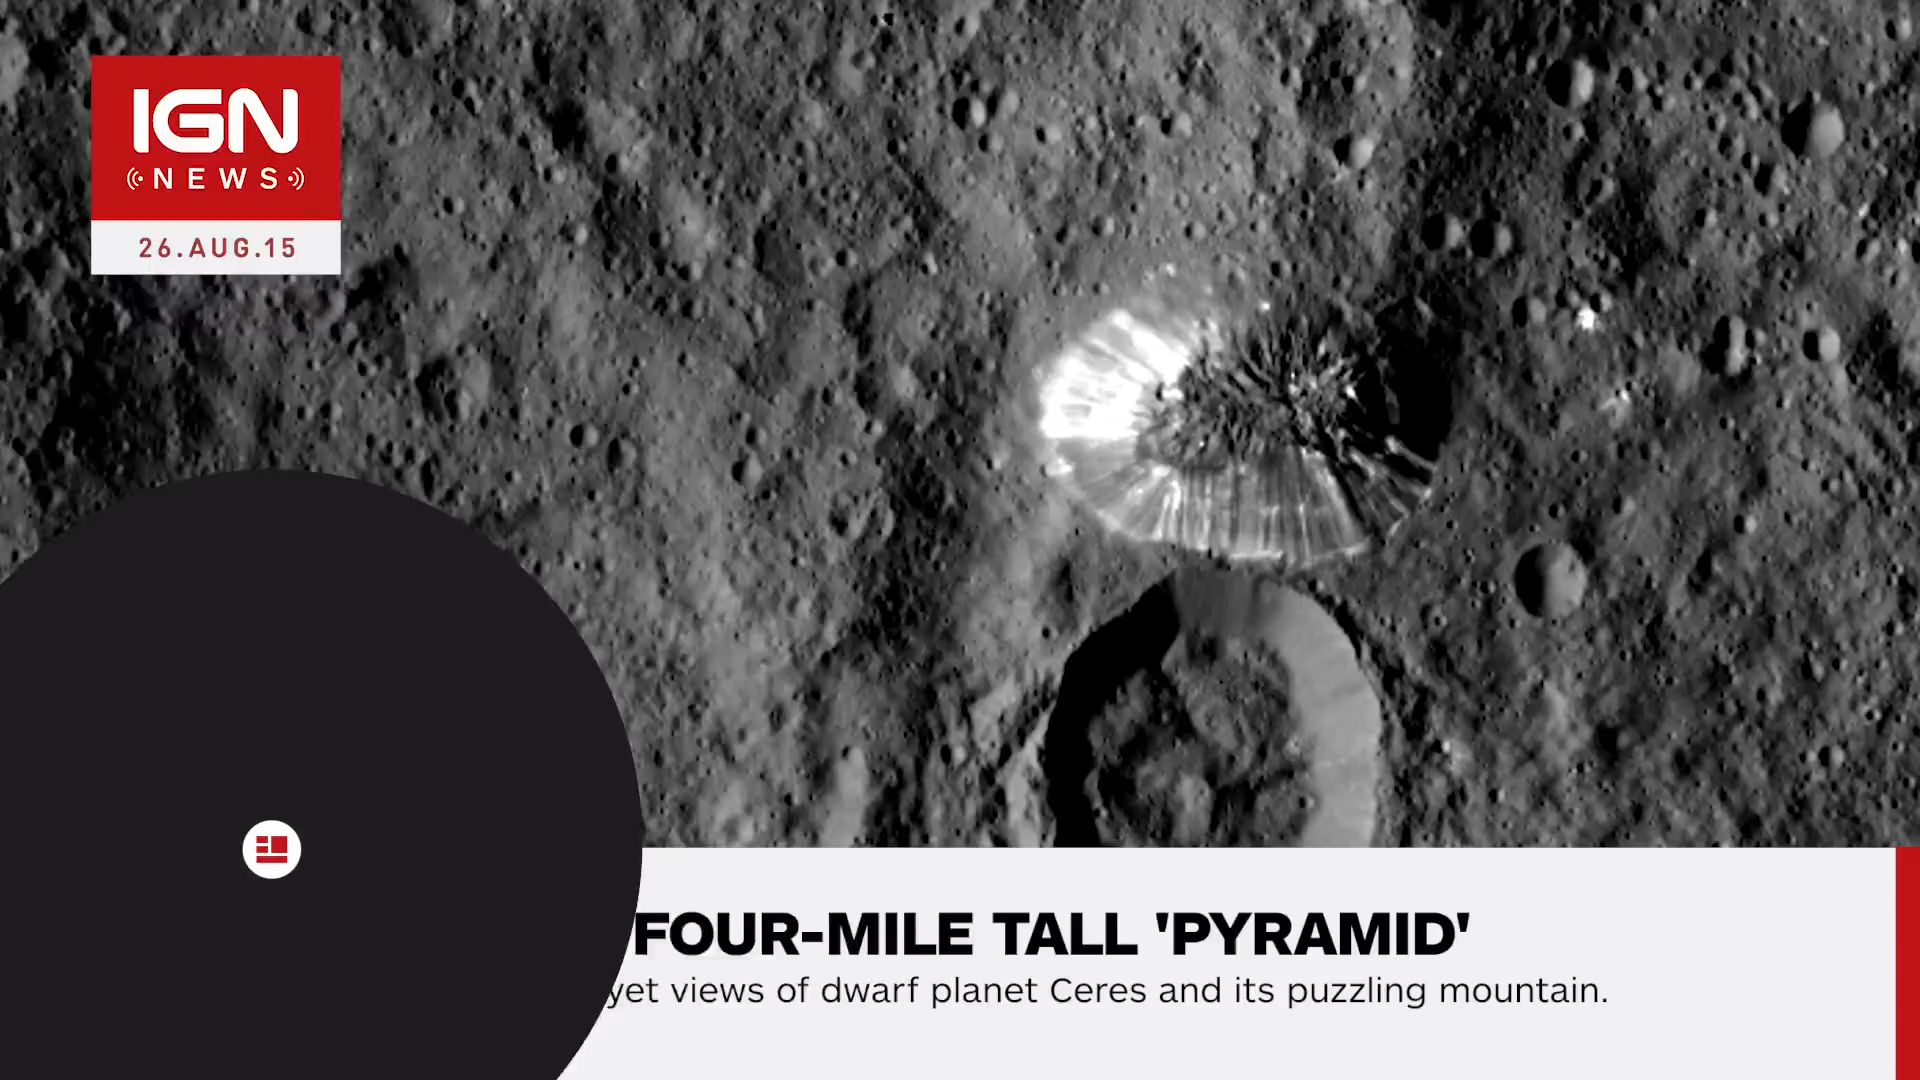 IGN
NEWS
26.AUG.15
FOUR-MILE TALL 'PYRAMID'
yet views of dwarf planet Ceres and its puzzling mountain.